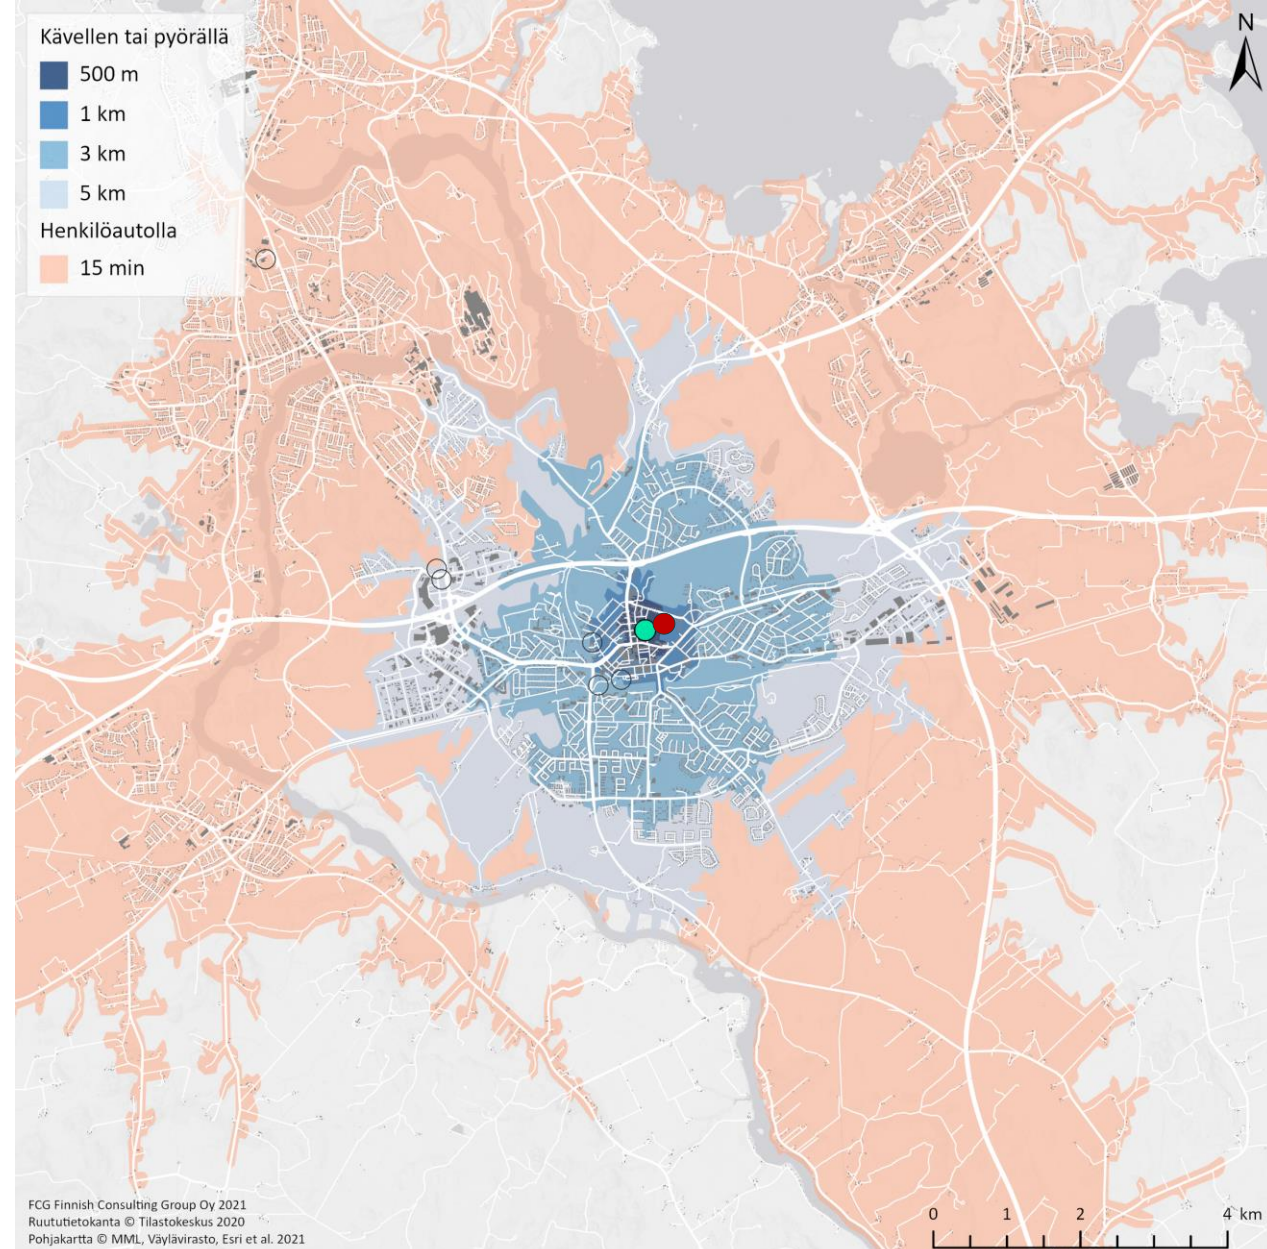 Kävellen tai pyörällä
500 m
1 km
3 km
5 km
Henkilöautolla
15 min
N
FCG Finnish Consulting Group Oy 2021
Ruututietokanta © Tilastokeskus 2020
Pohjakartta © MML, Väylävirasto, Esri et al. 2021
0 1 2 4 km